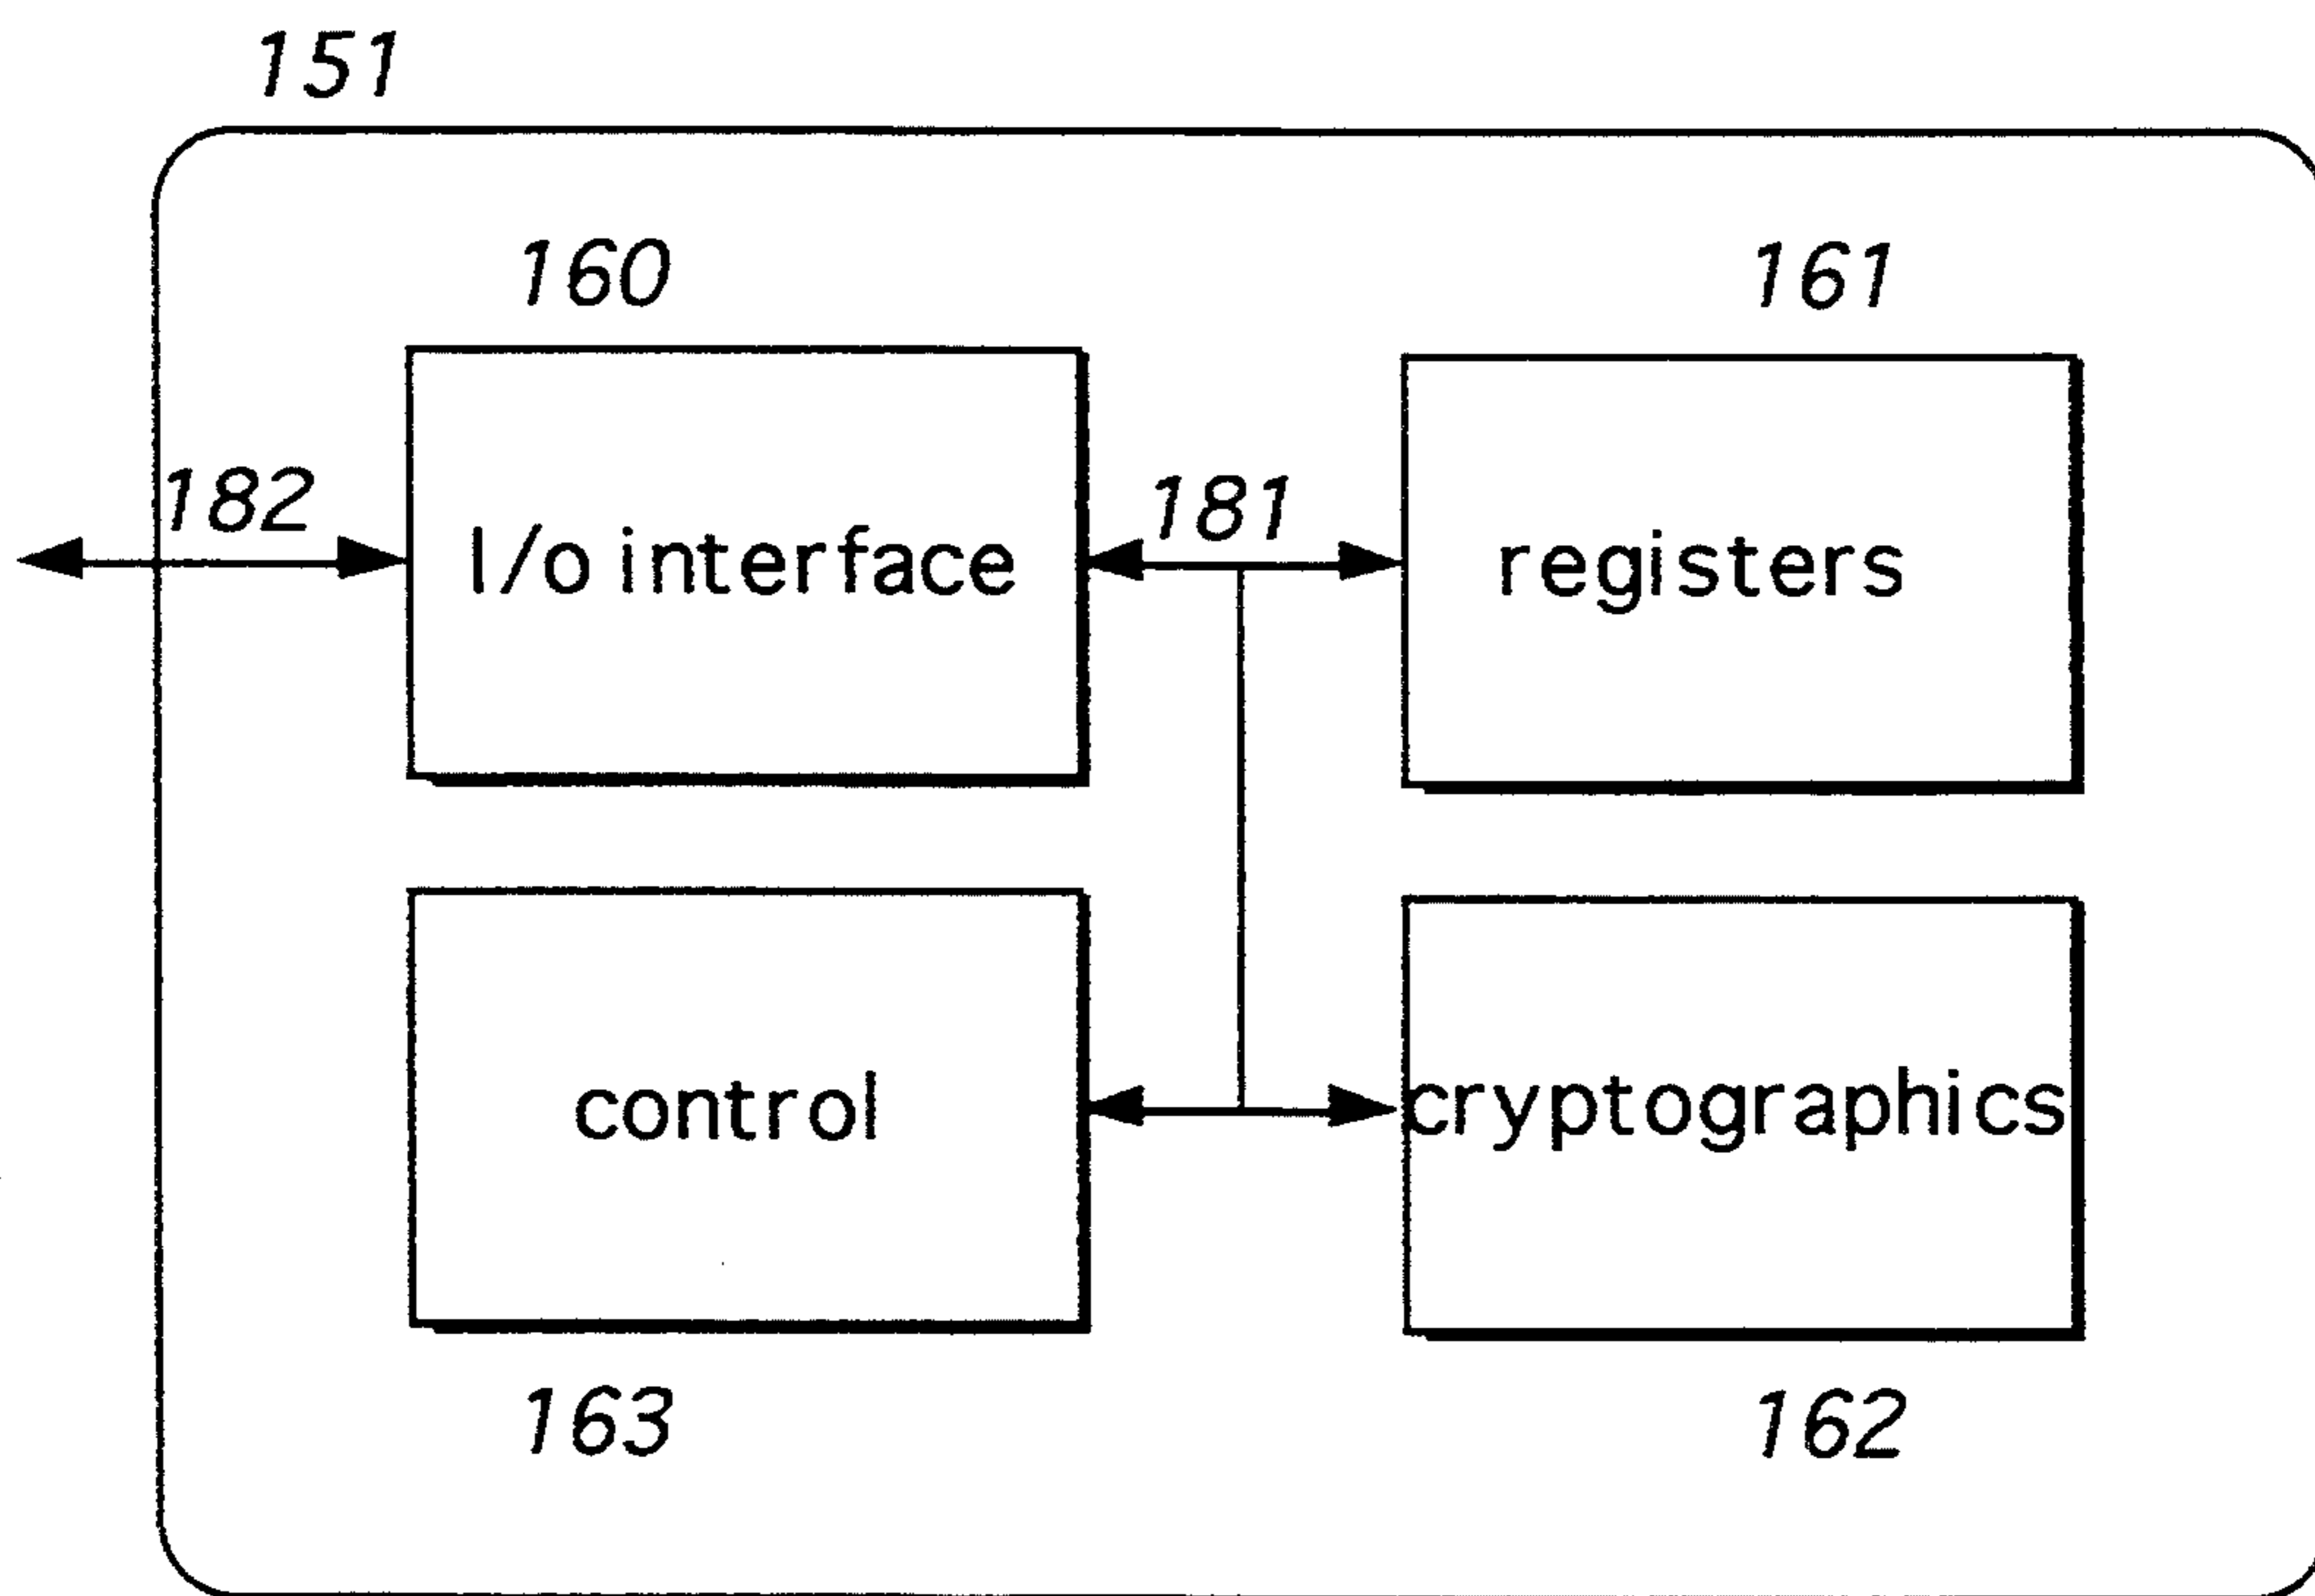 151
160
161
182
181
I/o interface
registers
control
cryptographics
163
162